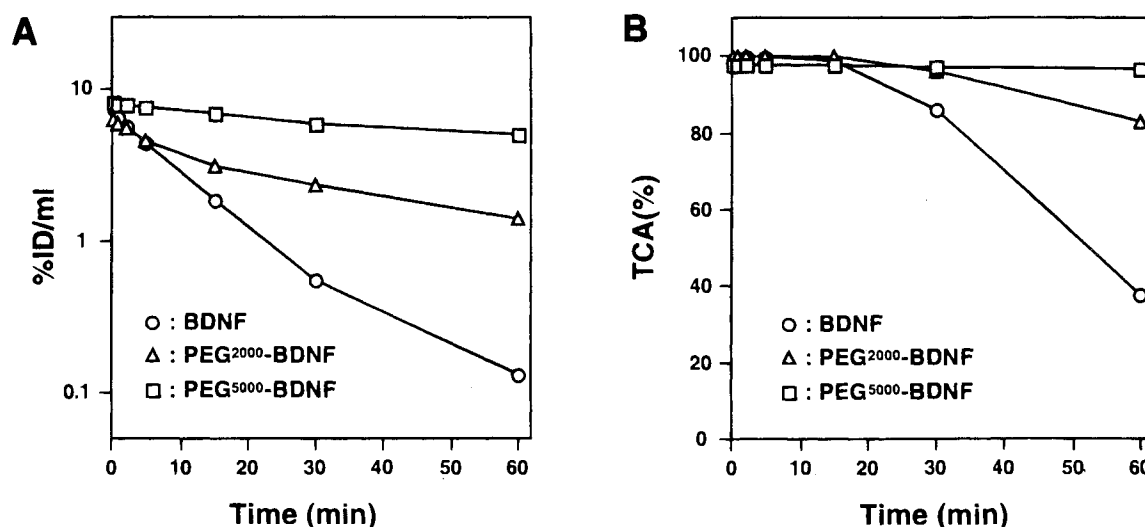 A
%ID/ml
10
1
0.1
○ : BDNF
△ : PEG²⁰⁰⁰-BDNF
□ : PEG⁵⁰⁰⁰-BDNF
0 10 20 30 40 50 60
Time (min)
B
TCA(%)
100
80
60
40
20
0
○ : BDNF
△ : PEG²⁰⁰⁰-BDNF
□ : PEG⁵⁰⁰⁰-BDNF
0 10 20 30 40 50 60
Time (min)